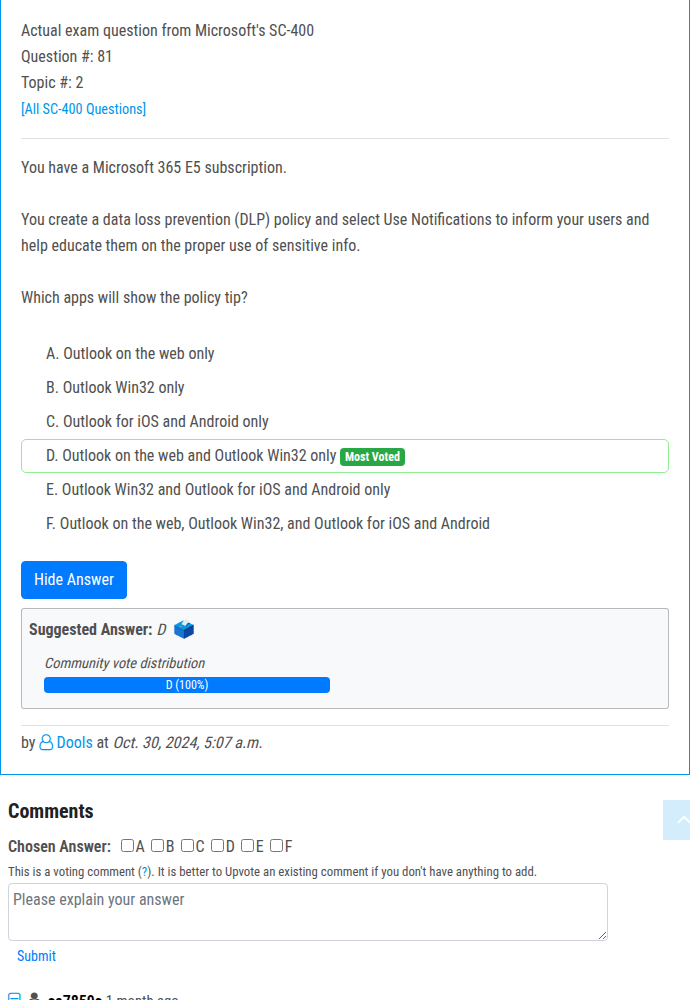 Actual exam question from Microsoft's SC-400
Question #: 81
Topic #: 2
[All SC-400 Questions]
You have a Microsoft 365 E5 subscription.
You create a data loss prevention (DLP) policy and select Use Notifications to inform your users and
help educate them on the proper use of sensitive info.
Which apps will show the policy tip?
A. Outlook on the web only
B. Outlook Win32 only
C. Outlook for iOS and Android only
D. Outlook on the web and Outlook Win32 only Most Voted
E. Outlook Win32 and Outlook for iOS and Android only
F. Outlook on the web, Outlook Win32, and Outlook for iOS and Android
Hide Answer
Suggested Answer: D
Community vote distribution
D (100%)
by Dools at Oct. 30, 2024, 5:07 a.m.
Comments
Chosen Answer: A B C D E F
This is a voting comment (?). It is better to Upvote an existing comment if you don't have anything to add.
Please explain your answer
Submit
1 month ago